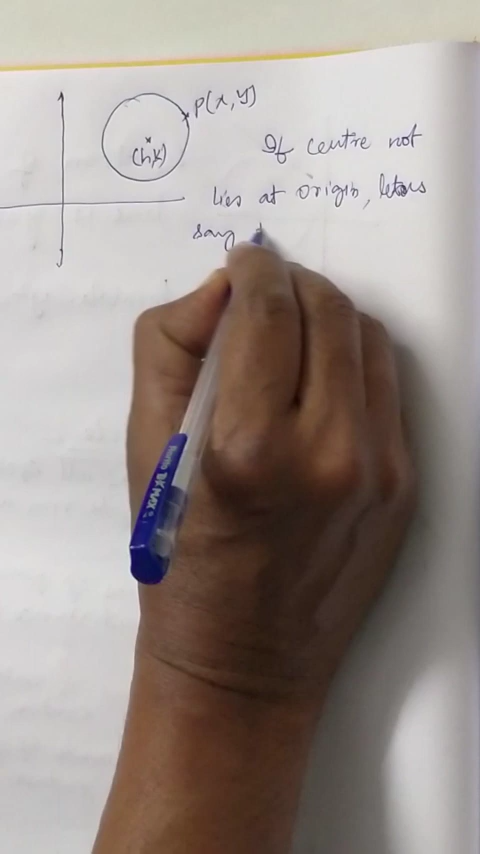 P(x,y)
(h,k)
If centre not
lies at origin, let us
say